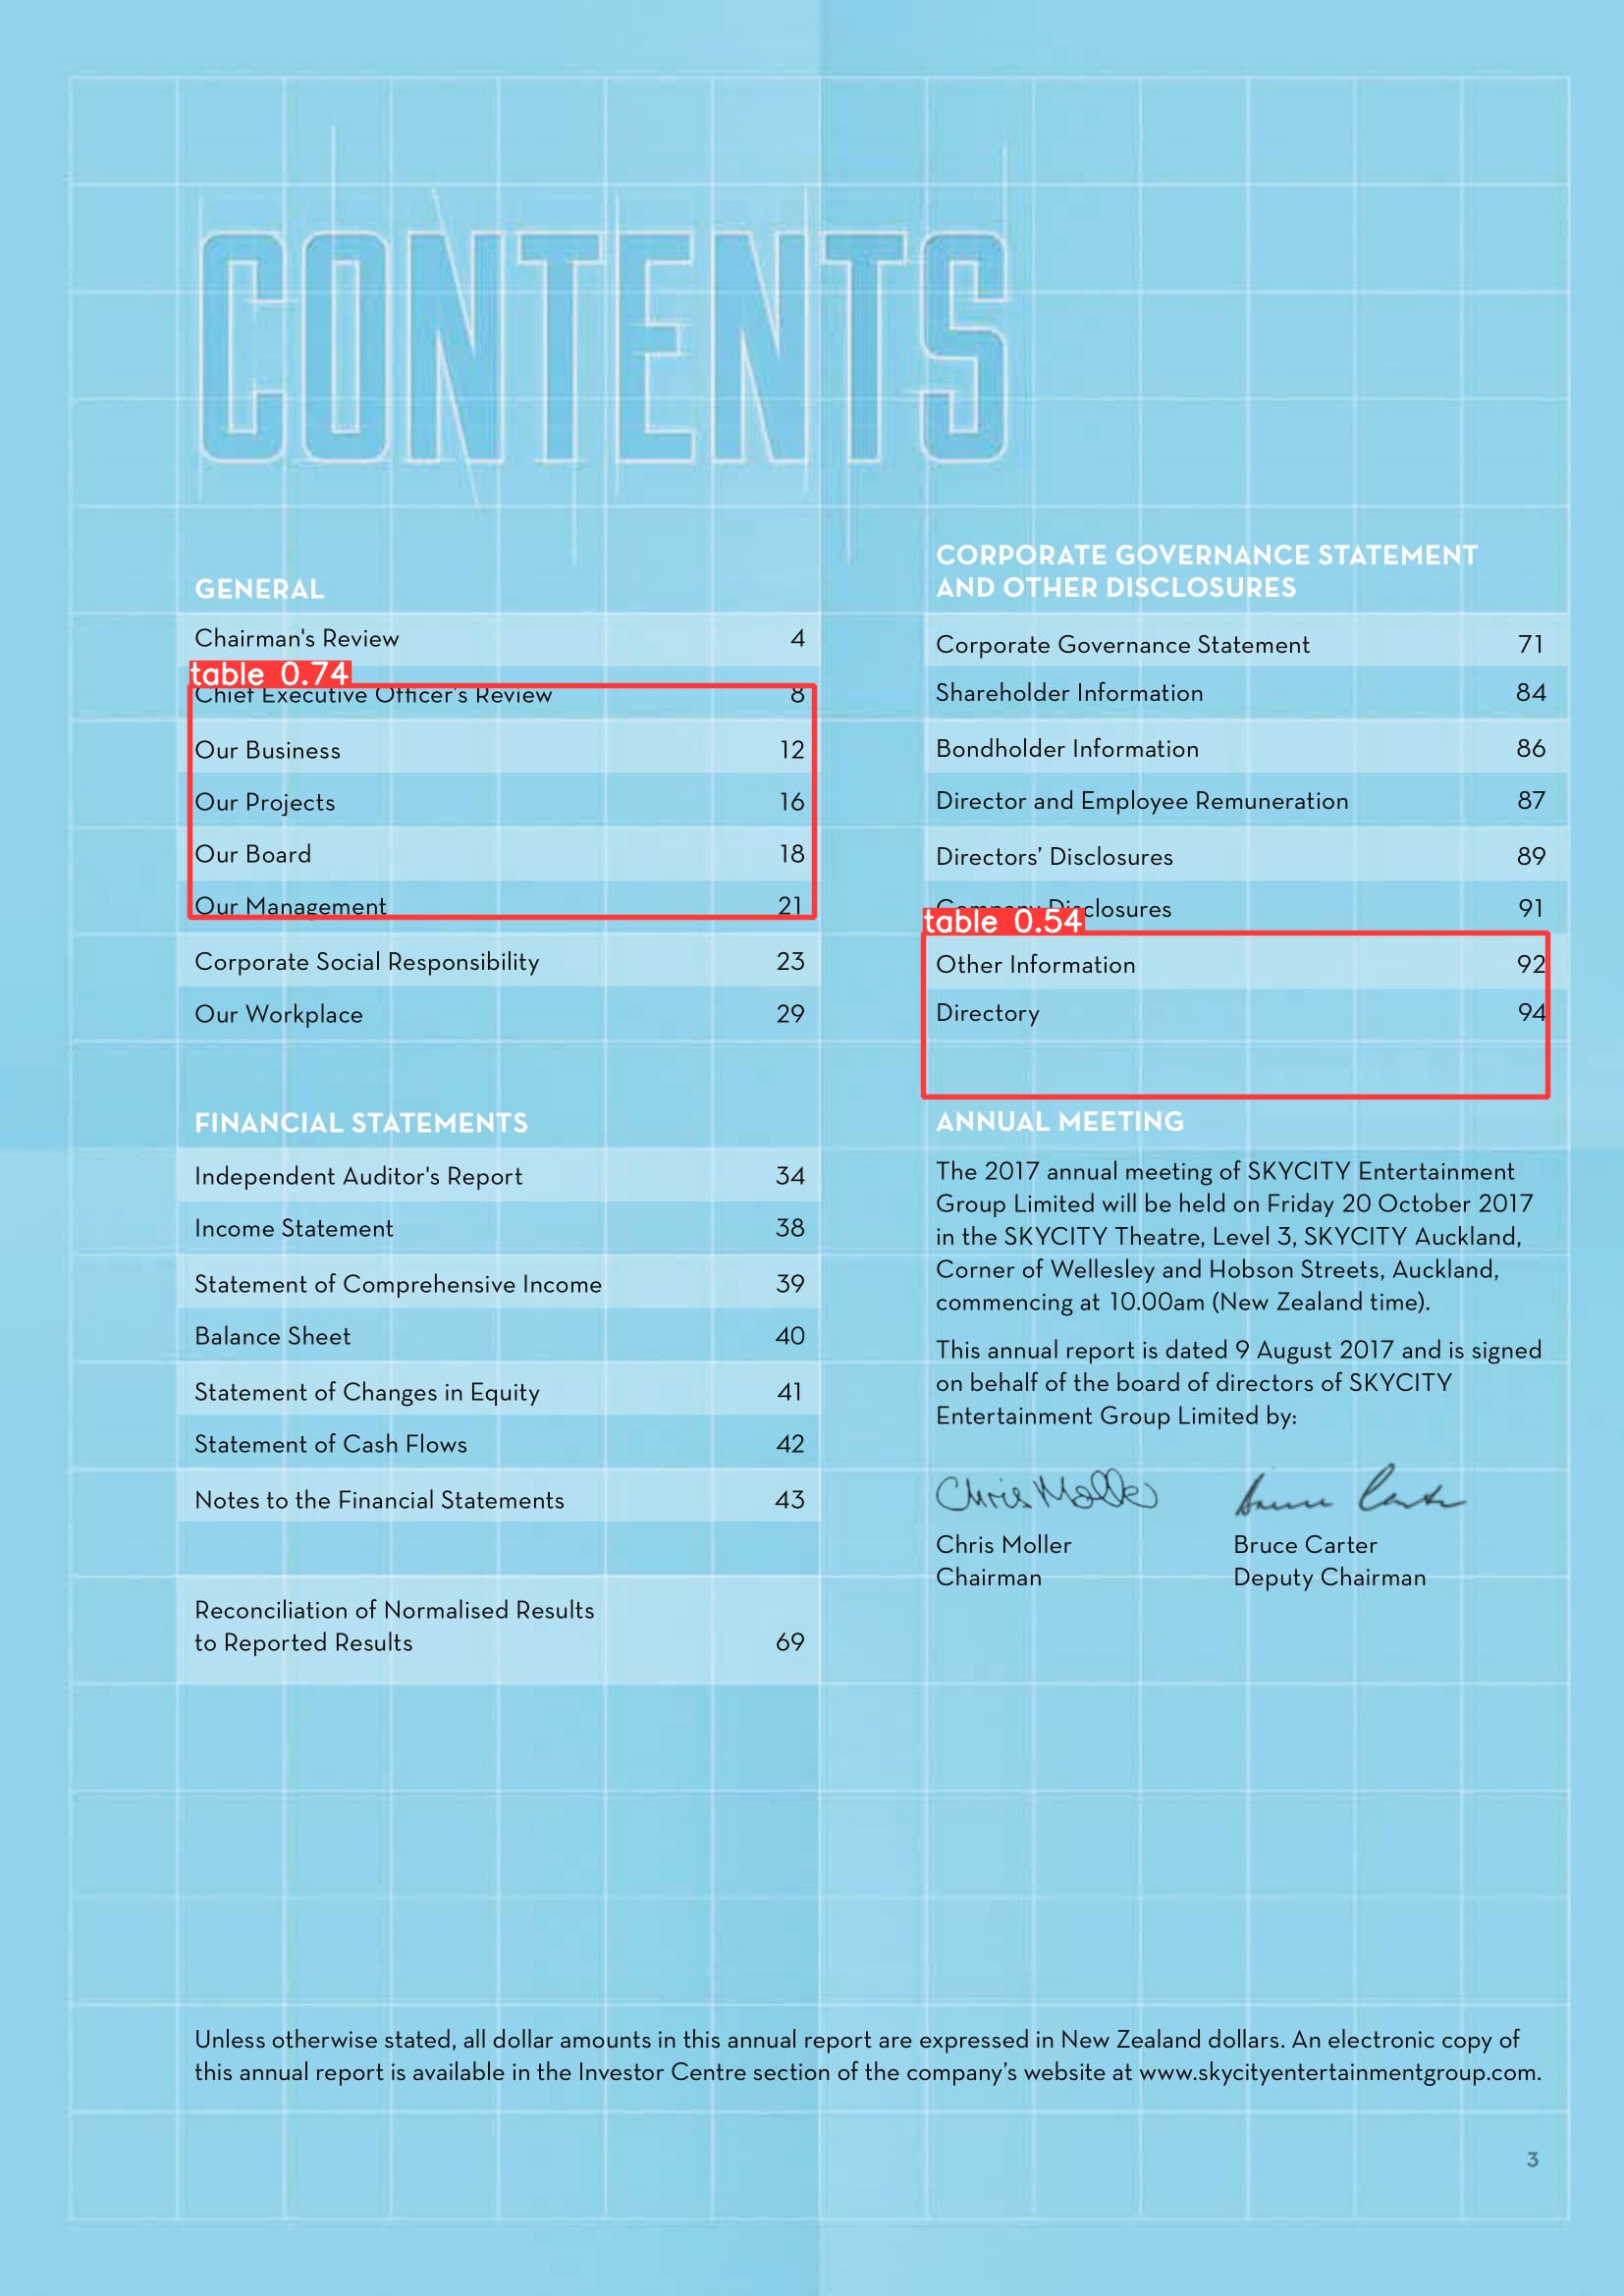 CONTENTS
GENERAL
Chairman's Review 4
table 0.74
Chief Executive Officer's Review 8
Our Business 12
Our Projects 16
Our Board 18
Our Management 21
Corporate Social Responsibility 23
Our Workplace 29
FINANCIAL STATEMENTS
Independent Auditor's Report 34
Income Statement 38
Statement of Comprehensive Income 39
Balance Sheet 40
Statement of Changes in Equity 41
Statement of Cash Flows 42
Notes to the Financial Statements 43
Reconciliation of Normalised Results
to Reported Results 69
CORPORATE GOVERNANCE STATEMENT
AND OTHER DISCLOSURES
Corporate Governance Statement 71
Shareholder Information 84
Bondholder Information 86
Director and Employee Remuneration 87
Directors’ Disclosures 89
Company Disclosures 91
table 0.54
Other Information 92
Directory 94
ANNUAL MEETING
The 2017 annual meeting of SKYCITY Entertainment
Group Limited will be held on Friday 20 October 2017
in the SKYCITY Theatre, Level 3, SKYCITY Auckland,
Corner of Wellesley and Hobson Streets, Auckland,
commencing at 10.00am (New Zealand time).
This annual report is dated 9 August 2017 and is signed
on behalf of the board of directors of SKYCITY
Entertainment Group Limited by:
Chris Moller Bruce Carter
Chris Moller Bruce Carter
Chairman Deputy Chairman
Unless otherwise stated, all dollar amounts in this annual report are expressed in New Zealand dollars. An electronic copy of
this annual report is available in the Investor Centre section of the company’s website at www.skycityentertainmentgroup.com.
3